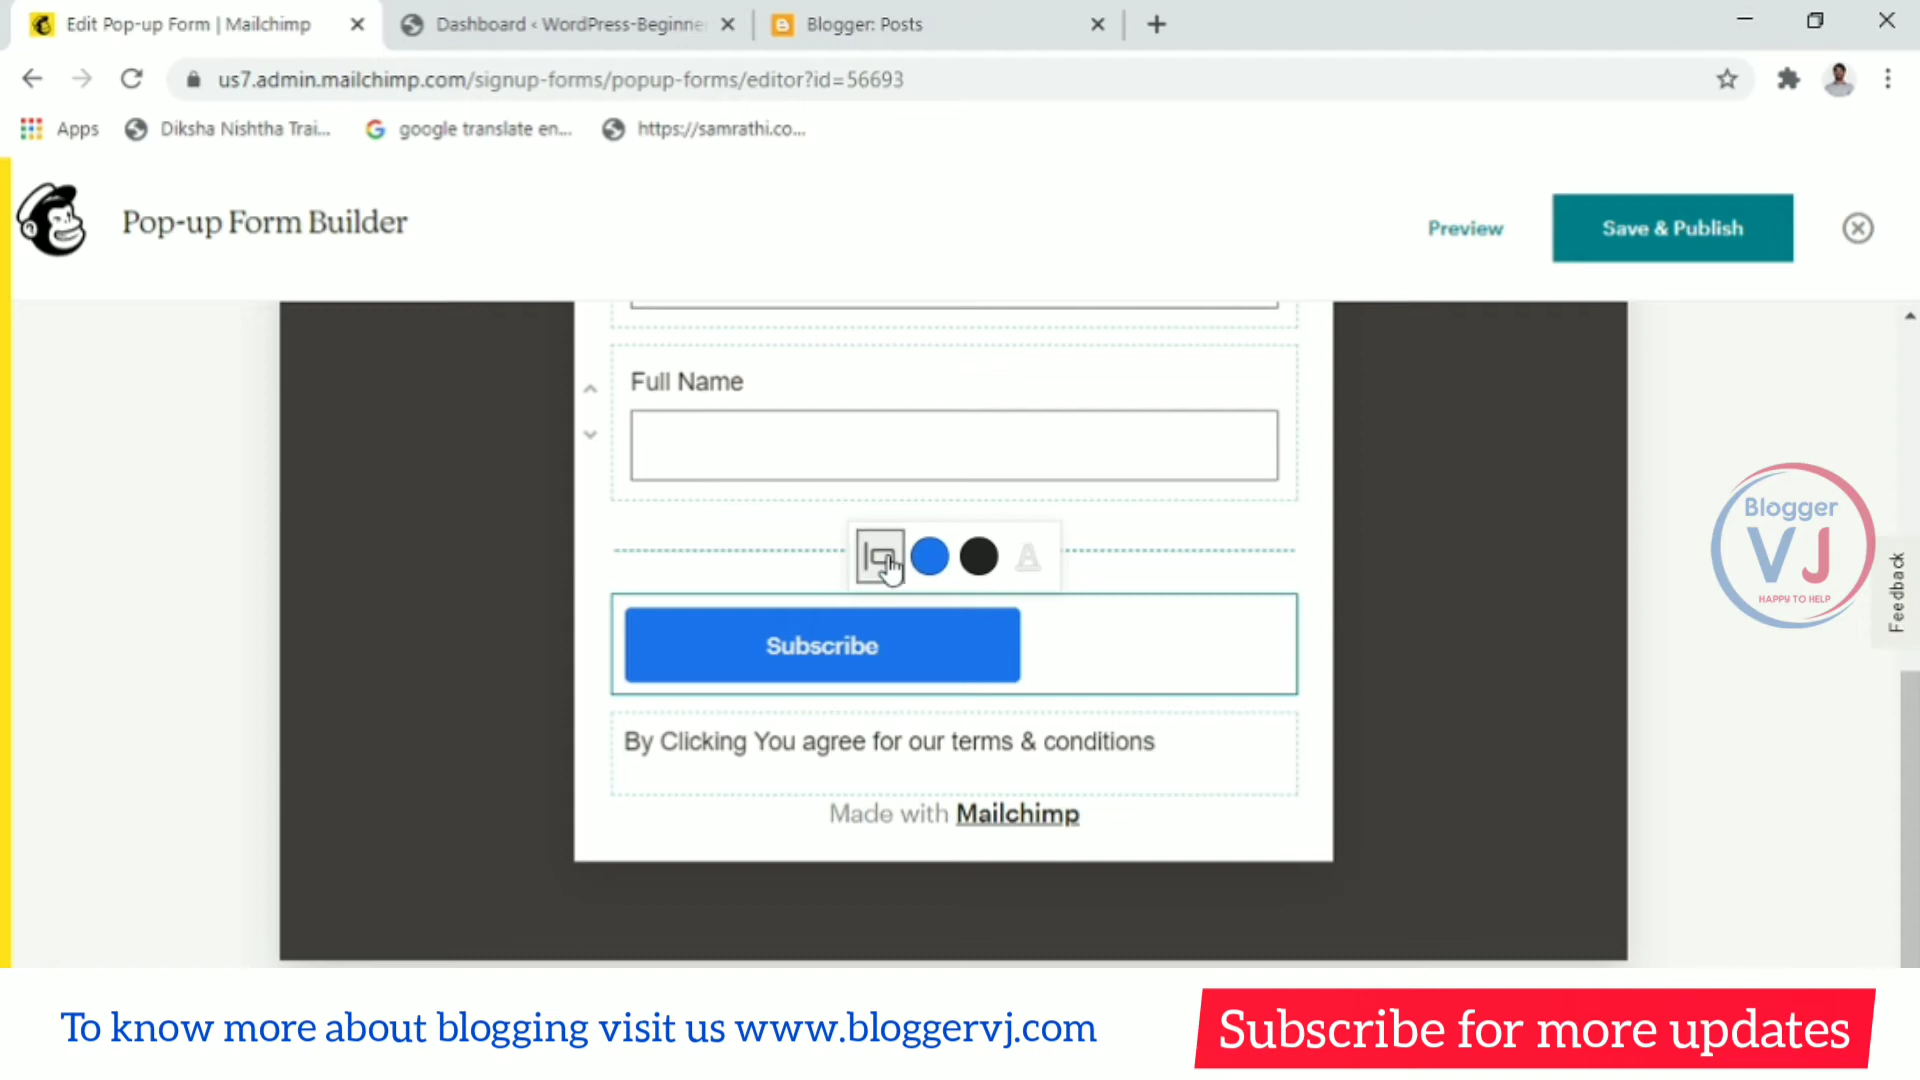 Edit Pop-up Form | Mailchimp
Dashboard ‹ WordPress-Beginne
Blogger: Posts
us7.admin.mailchimp.com/signup-forms/popup-forms/editor?id=56693
Apps
Diksha Nishtha Trai...
google translate en...
https://samrathi.co...
Pop-up Form Builder
Preview
Save & Publish
Full Name
A
Subscribe
By Clicking You agree for our terms & conditions
Made with Mailchimp
Blogger
VJ
HAPPY TO HELP
Feedback
To know more about blogging visit us www.bloggervj.com
Subscribe for more updates